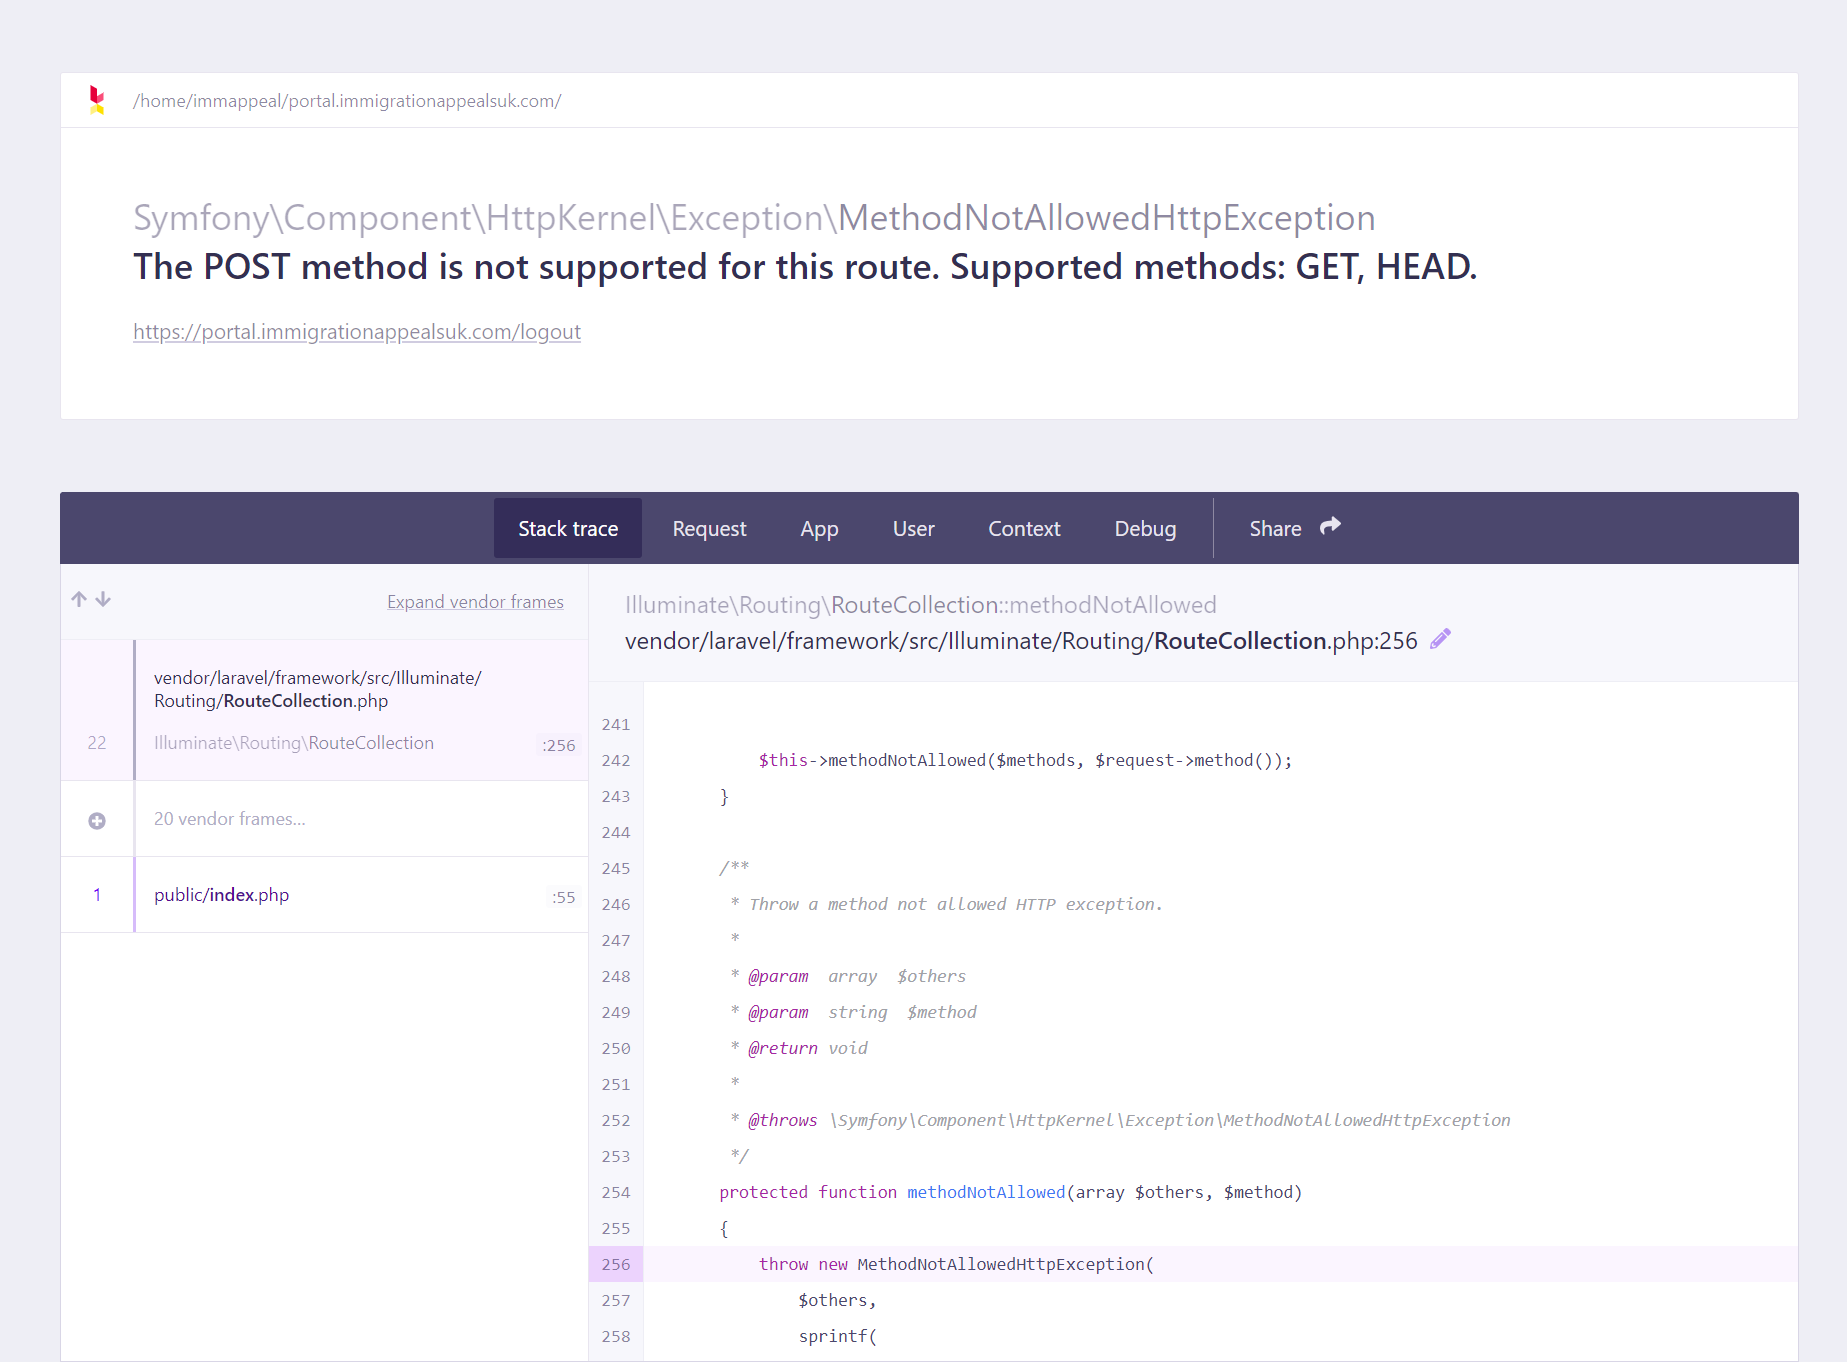 /home/immappeal/portal.immigrationappealsuk.com/
Symfony\Component\HttpKernel\Exception\MethodNotAllowedHttpException
The POST method is not supported for this route. Supported methods: GET, HEAD.
https://portal.immigrationappealsuk.com/logout
Stack trace Request App User Context Debug Share
Expand vendor frames
vendor/laravel/framework/src/Illuminate/
Routing/RouteCollection.php
22 Illuminate\Routing\RouteCollection :256
20 vendor frames…
1 public/index.php :55
Illuminate\Routing\RouteCollection::methodNotAllowed
vendor/laravel/framework/src/Illuminate/Routing/RouteCollection.php:256
241
242 $this->methodNotAllowed($methods, $request->method());
243 }
244
245 /**
246 * Throw a method not allowed HTTP exception.
247 *
248 * @param  array  $others
249 * @param  string  $method
250 * @return void
251 *
252 * @throws \Symfony\Component\HttpKernel\Exception\MethodNotAllowedHttpException
253 */
254 protected function methodNotAllowed(array $others, $method)
255 {
256 throw new MethodNotAllowedHttpException(
257 $others,
258 sprintf(